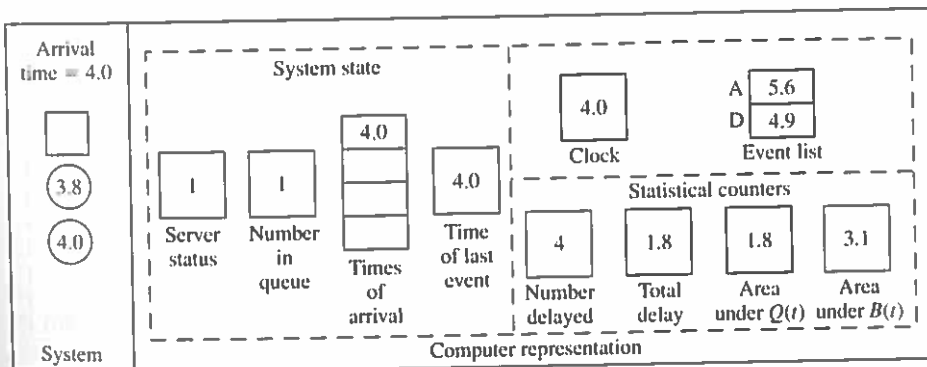 Arrival
time = 4.0
3.8
4.0
System
System state
1
Server
status
1
Number
in
queue
4.0
Times
of
arrival
4.0
Time
of last
event
4.0
Clock
A 5.6
D 4.9
Event list
Statistical counters
4
Number
delayed
1.8
Total
delay
1.8
Area
under Q(t)
3.1
Area
under B(t)
Computer representation